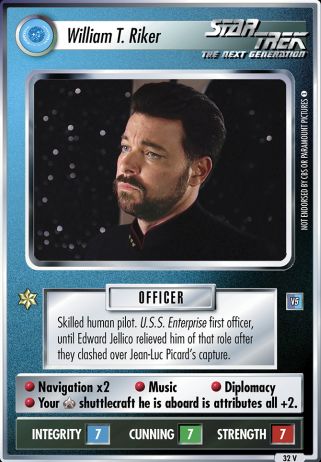 William T. Riker
STAR TREK
THE NEXT GENERATION
NOT ENDORSED BY CBS OR PARAMOUNT PICTURES
OFFICER
Skilled human pilot. U.S.S. Enterprise first officer,
until Edward Jellico relieved him of that role after
they clashed over Jean-Luc Picard's capture.
VS
Navigation x2 Music Diplomacy
Your shuttlecraft he is aboard is attributes all +2.
INTEGRITY 7 CUNNING 7 STRENGTH 7
32 V